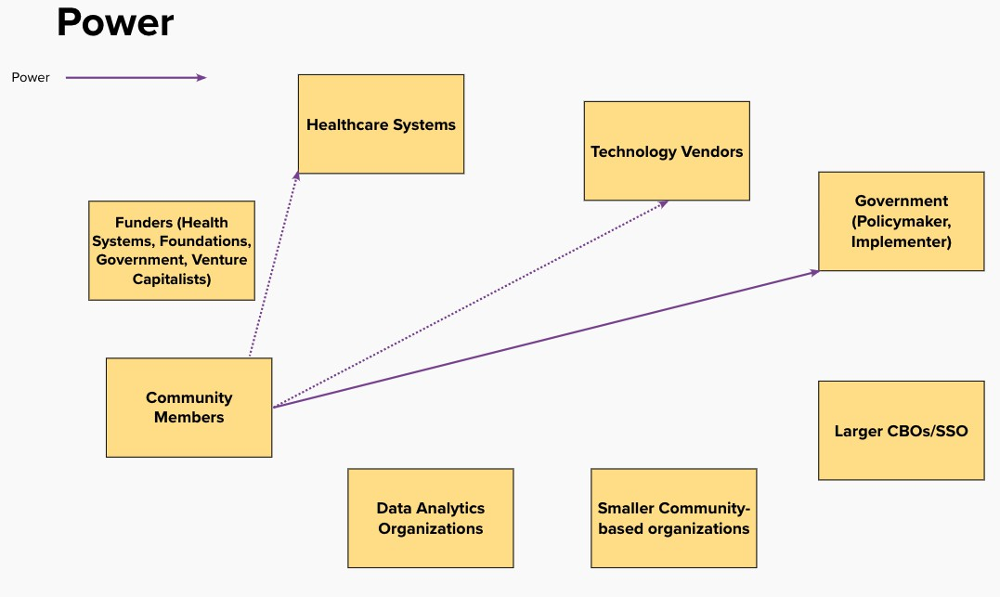 Power
Power
Healthcare Systems
Technology Vendors
Government
(Policymaker,
Implementer)
Funders (Health
Systems, Foundations,
Government, Venture
Capitalists)
Community
Members
Larger CBOs/SSO
Data Analytics
Organizations
Smaller Community-
based organizations